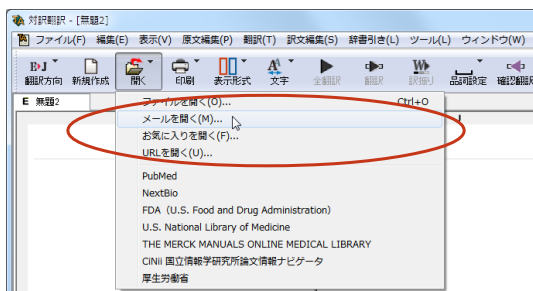 対訳翻訳 - [無題2]
ファイル(F) 編集(E) 表示(V) 原文編集(P) 翻訳(T) 訳文編集(S) 辞書引き(L) ツール(L) ウィンドウ(W)
翻訳方向 新規作成 開く 印刷 表示形式 文字 全翻訳 翻訳 訳振り 品詞設定 確認翻訳
E 無題2
ファイルを開く(O)... Ctrl+O
メールを開く(M)...
お気に入りを開く(F)...
URLを開く(U)...
PubMed
NextBio
FDA (U.S. Food and Drug Administration)
U.S. National Library of Medicine
THE MERCK MANUALS ONLINE MEDICAL LIBRARY
CiNii 国立情報学研究所論文情報ナビゲータ
厚生労働省